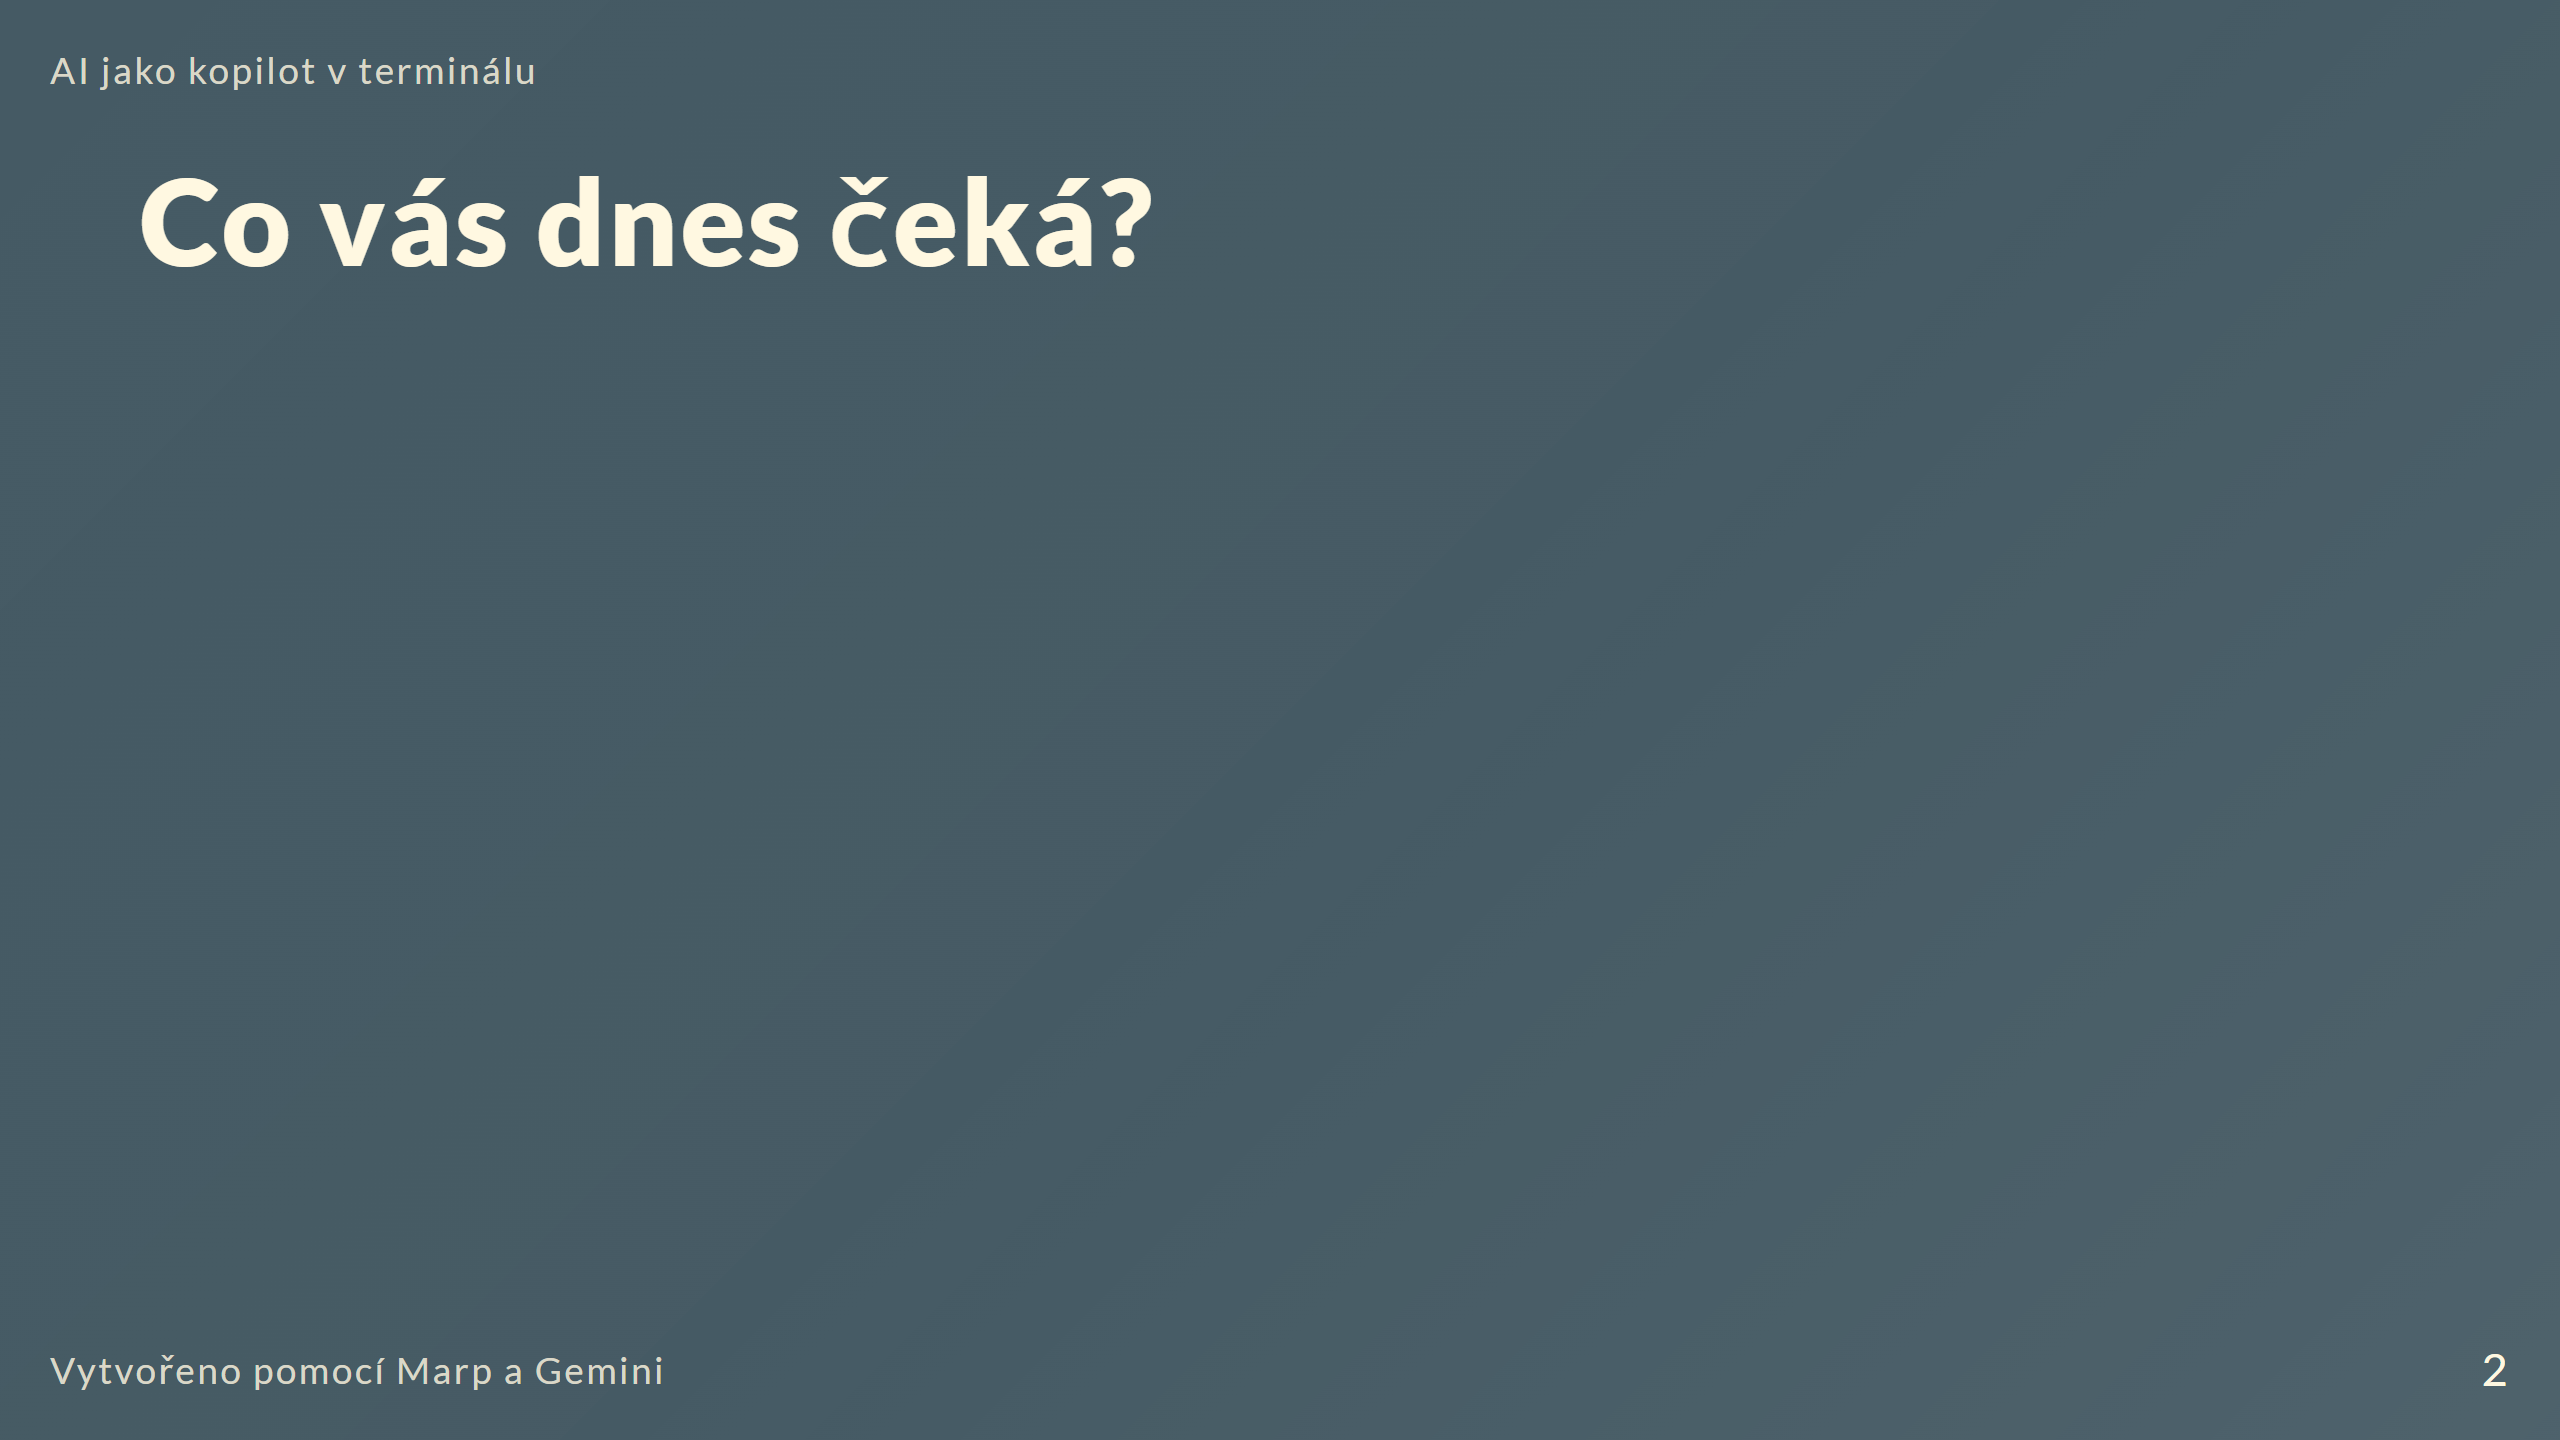 AI jako kopilot v terminálu
Co vás dnes čeká?
Vytvořeno pomocí Marp a Gemini
2